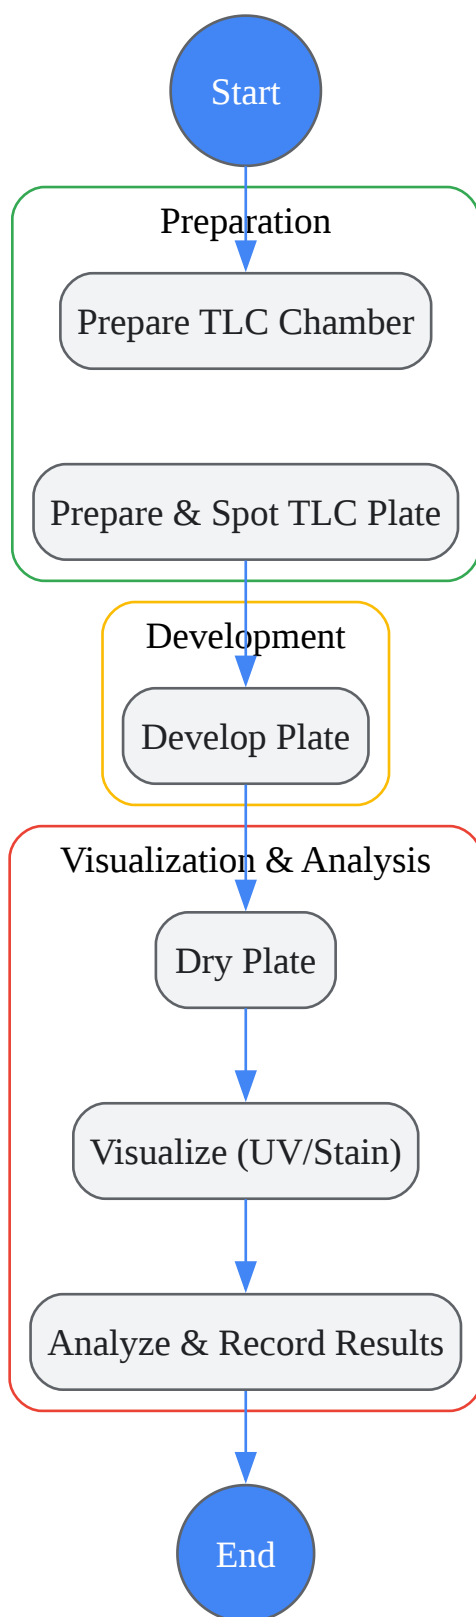 Start
Preparation
Prepare TLC Chamber
Prepare & Spot TLC Plate
Development
Develop Plate
Visualization & Analysis
Dry Plate
Visualize (UV/Stain)
Analyze & Record Results
End